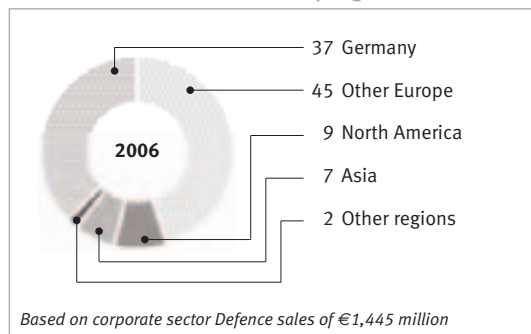 37 Germany
45 Other Europe
9 North America
7 Asia
2 Other regions
2006
Based on corporate sector Defence sales of €1,445 million